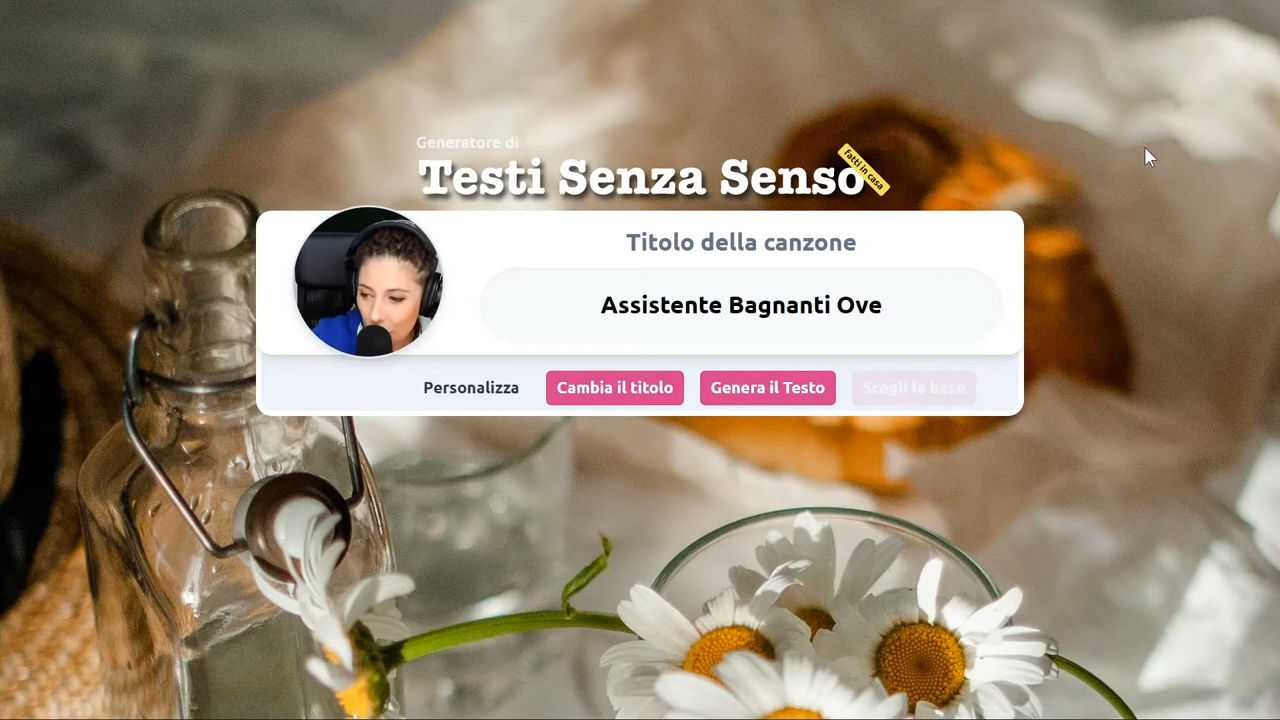 Generatore di
Testi Senza Senso
fatti in casa
Titolo della canzone
Assistente Bagnanti Ove
Personalizza
Cambia il titolo
Genera il Testo
Scegli la base